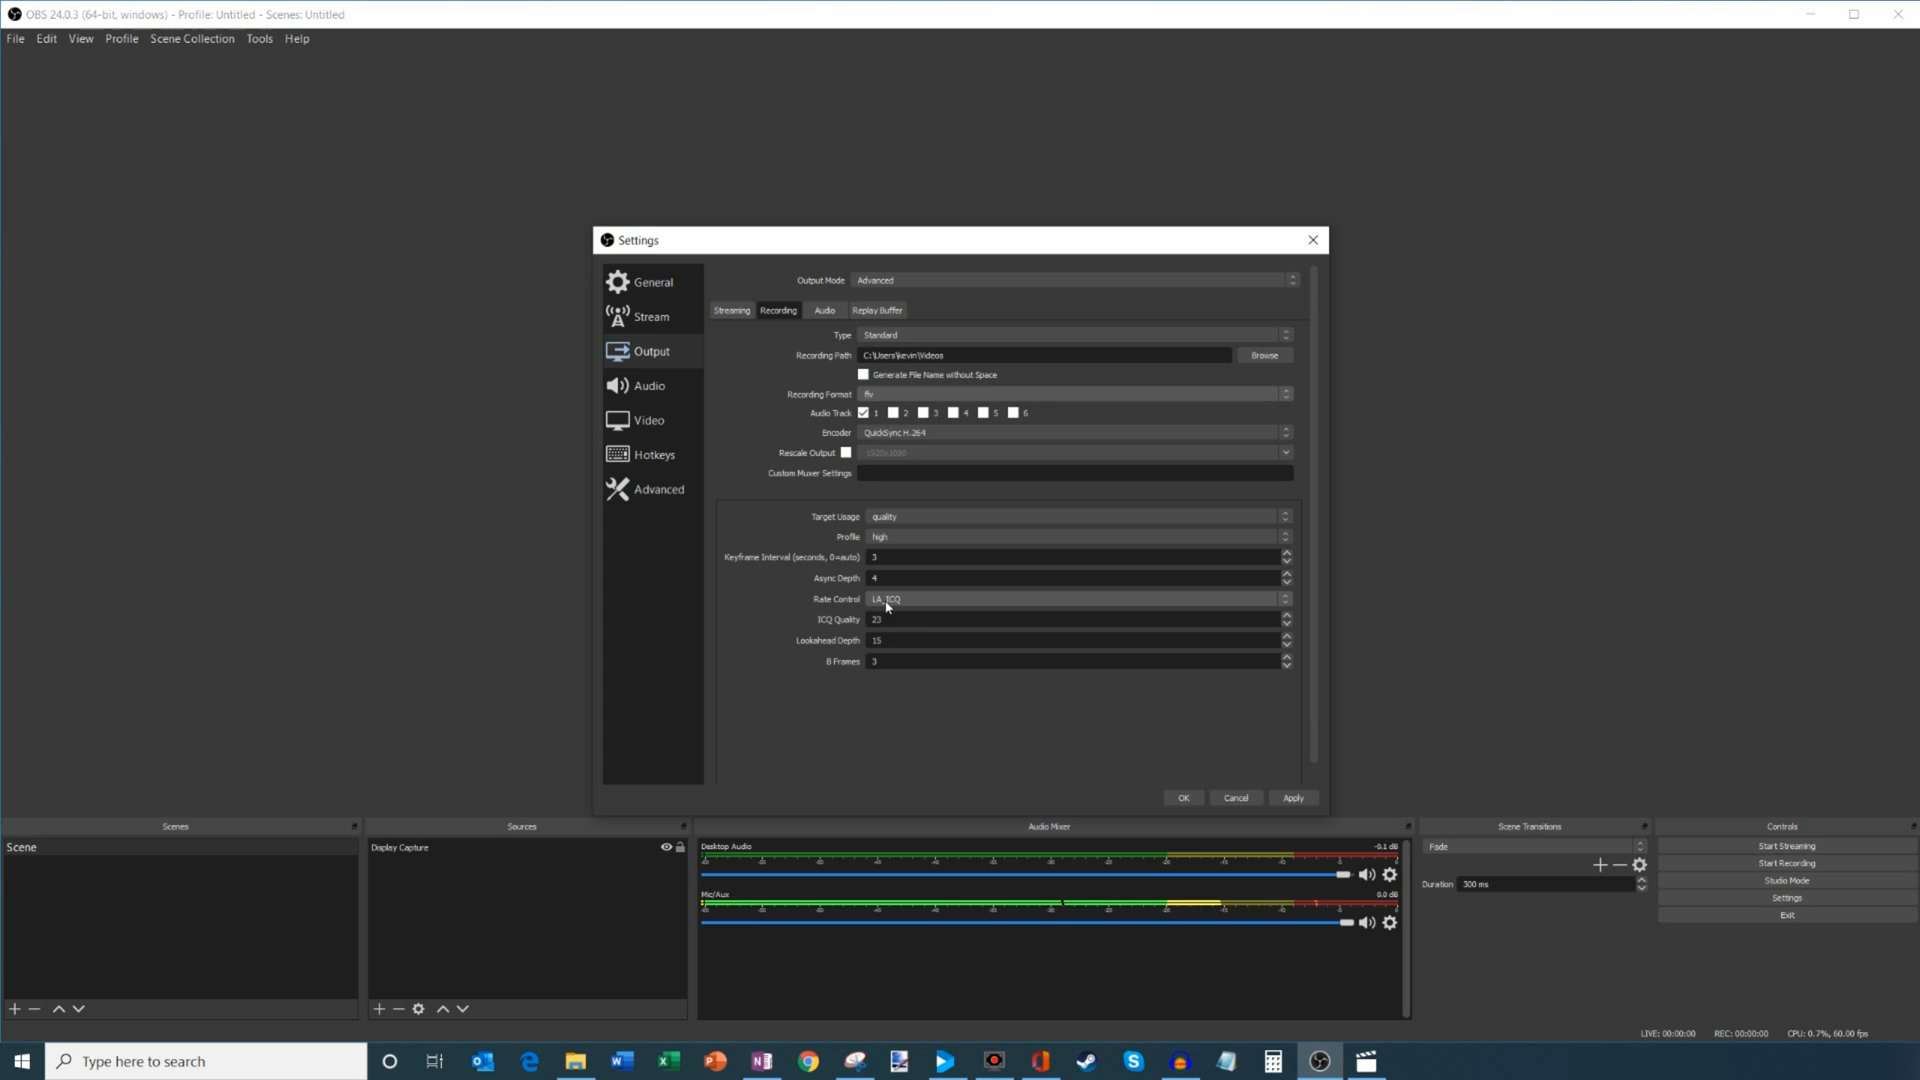 OBS 24.0.3 (64-bit, windows) - Profile: Untitled - Scenes: Untitled
File Edit View Profile Scene Collection Tools Help
Settings
General
Stream
Output
Audio
Video
Hotkeys
Advanced
Output Mode Advanced
Streaming Recording Audio Replay Buffer
Type Standard
Recording Path C:\Users\kevin\Videos Browse
Generate File Name without Space
Recording Format flv
Audio Track 1 2 3 4 5 6
Encoder QuickSync H.264
Rescale Output 1920x1080
Custom Muxer Settings
Target Usage quality
Profile high
Keyframe Interval (seconds, 0=auto) 3
Async Depth 4
Rate Control LA_ICQ
ICQ Quality 23
Lookahead Depth 15
B Frames 3
OK Cancel Apply
Scenes Sources Audio Mixer Scene Transitions Controls
Scene
Display Capture
Desktop Audio -0.1 dB
Mic/Aux 0.0 dB
Fade
Duration 300 ms
Start Streaming
Start Recording
Studio Mode
Settings
Exit
LIVE: 00:00:00 REC: 00:00:00 CPU: 0.7%, 60.00 fps
Type here to search